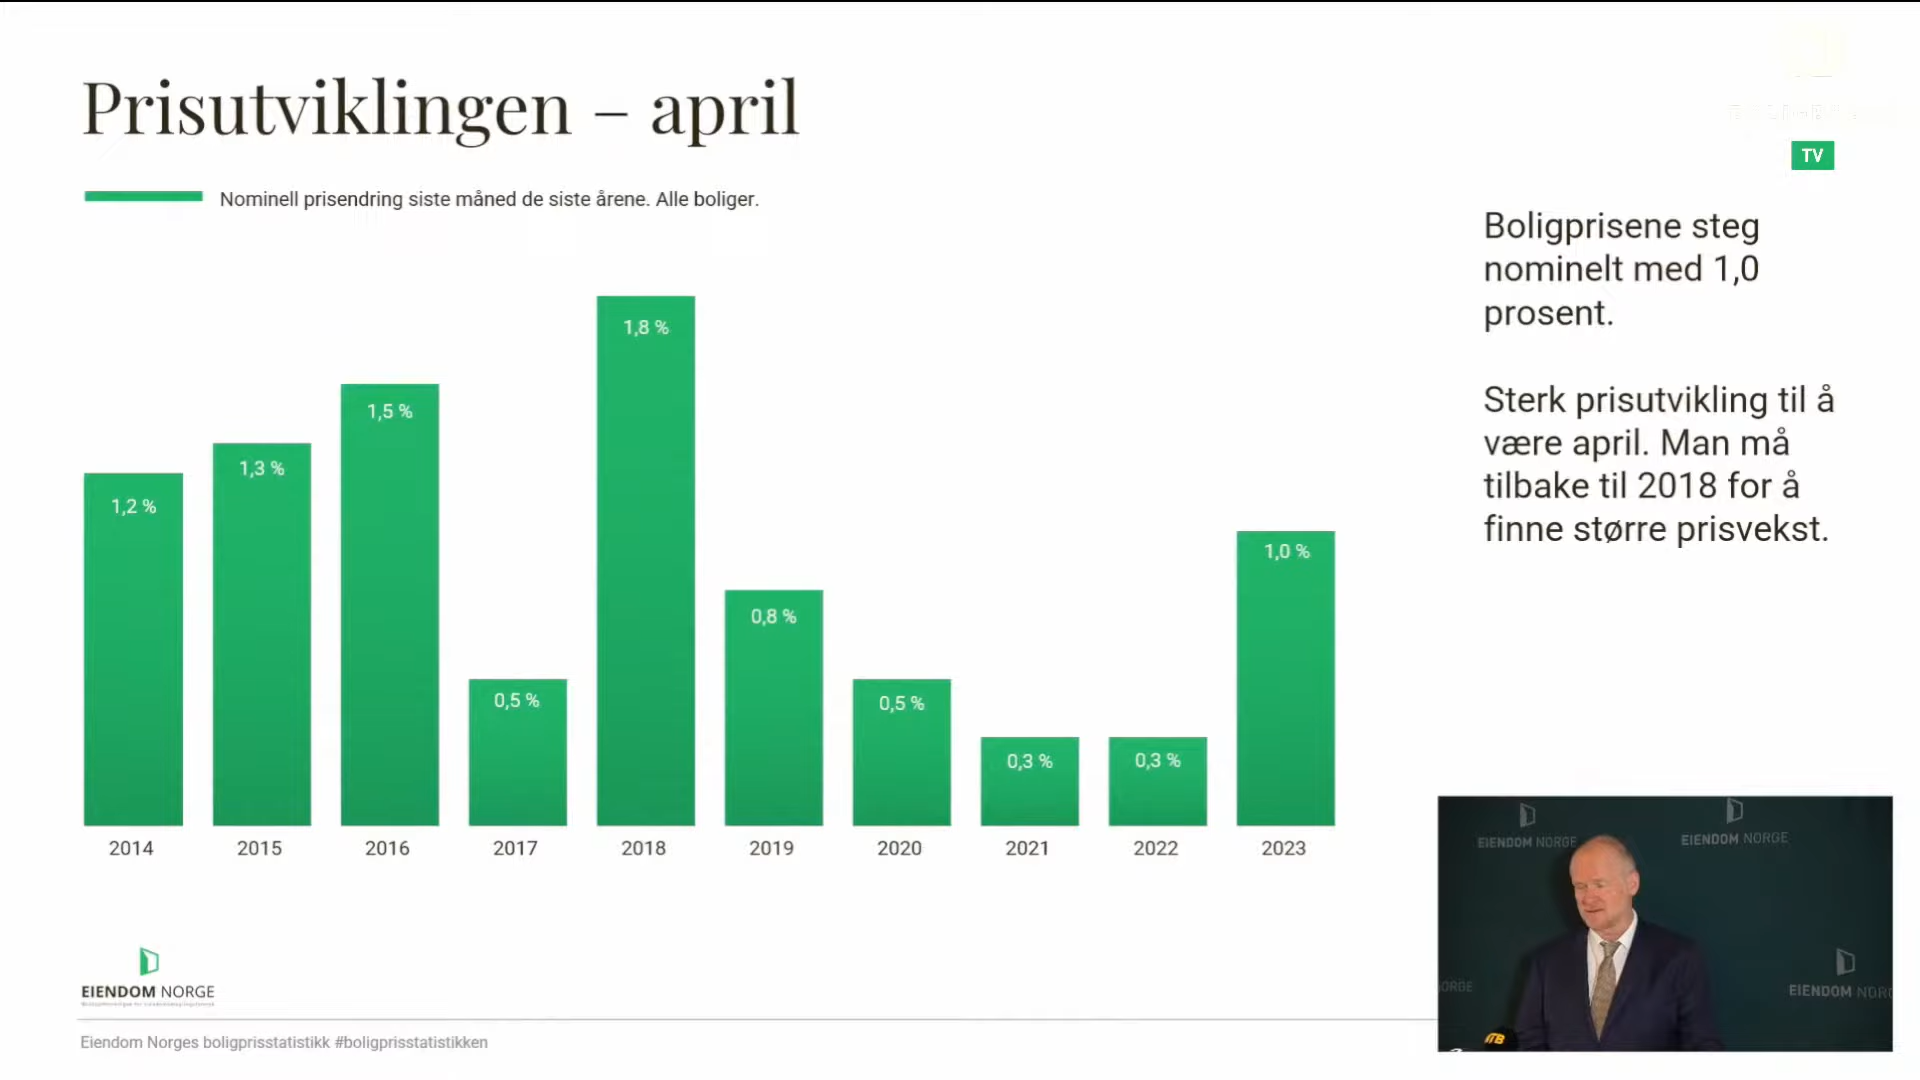 Prisutviklingen – april
TV
Nominell prisendring siste måned de siste årene. Alle boliger.
Boligprisene steg
nominelt med 1,0
prosent.
Sterk prisutvikling til å
være april. Man må
tilbake til 2018 for å
finne større prisvekst.
1,2 %
1,3 %
1,5 %
0,5 %
1,8 %
0,8 %
0,5 %
0,3 %
0,3 %
1,0 %
2014
2015
2016
2017
2018
2019
2020
2021
2022
2023
EIENDOM NORGE
EIENDOM NORGE
ORGE
EIENDOM NOR
EIENDOM NORGE
Eiendom Norges boligprisstatistikk #boligprisstatistikken